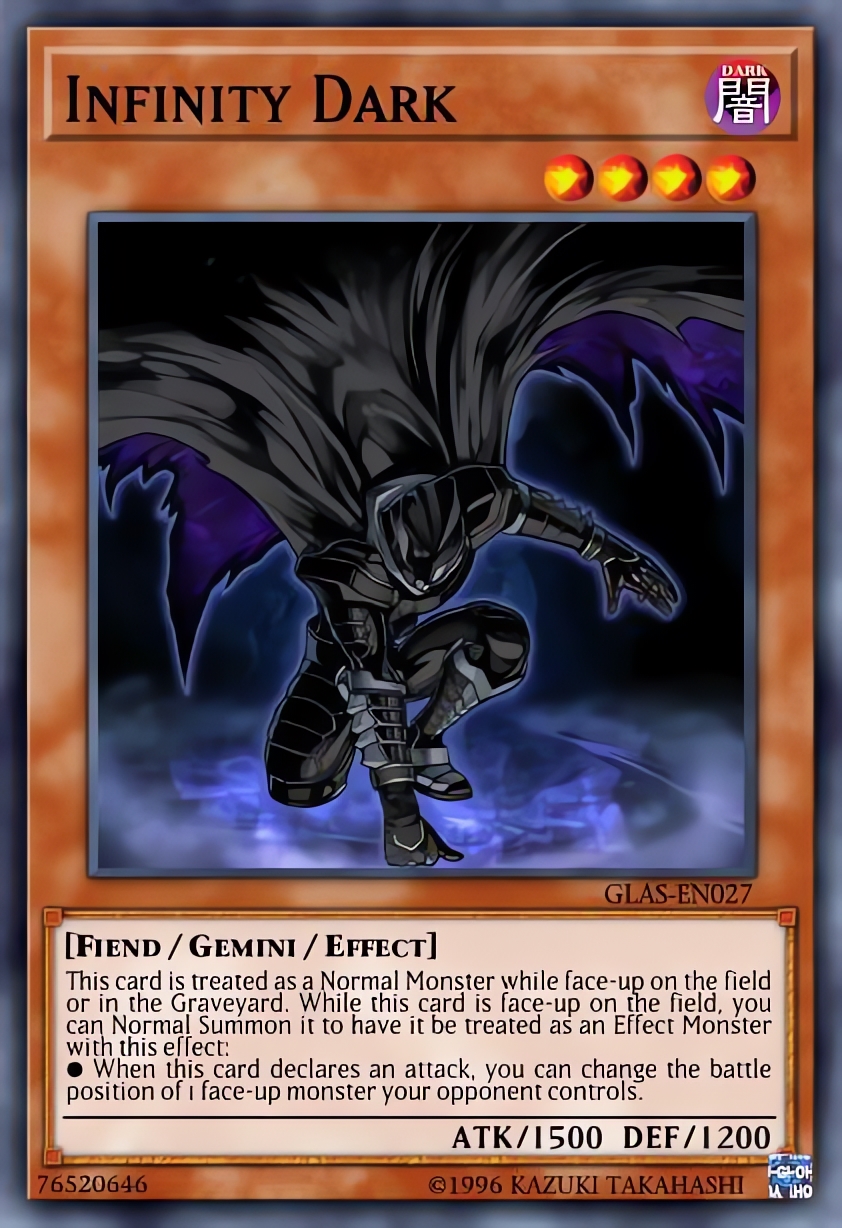 Infinity Dark
DARK
闇
GLAS-EN027
[Fiend / Gemini / Effect]
This card is treated as a Normal Monster while face-up on the field
or in the Graveyard. While this card is face-up on the field, you
can Normal Summon it to have it be treated as an Effect Monster
with this effect:
● When this card declares an attack, you can change the battle
position of 1 face-up monster your opponent controls.
ATK/1500 DEF/1200
76520646
©1996 KAZUKI TAKAHASHI